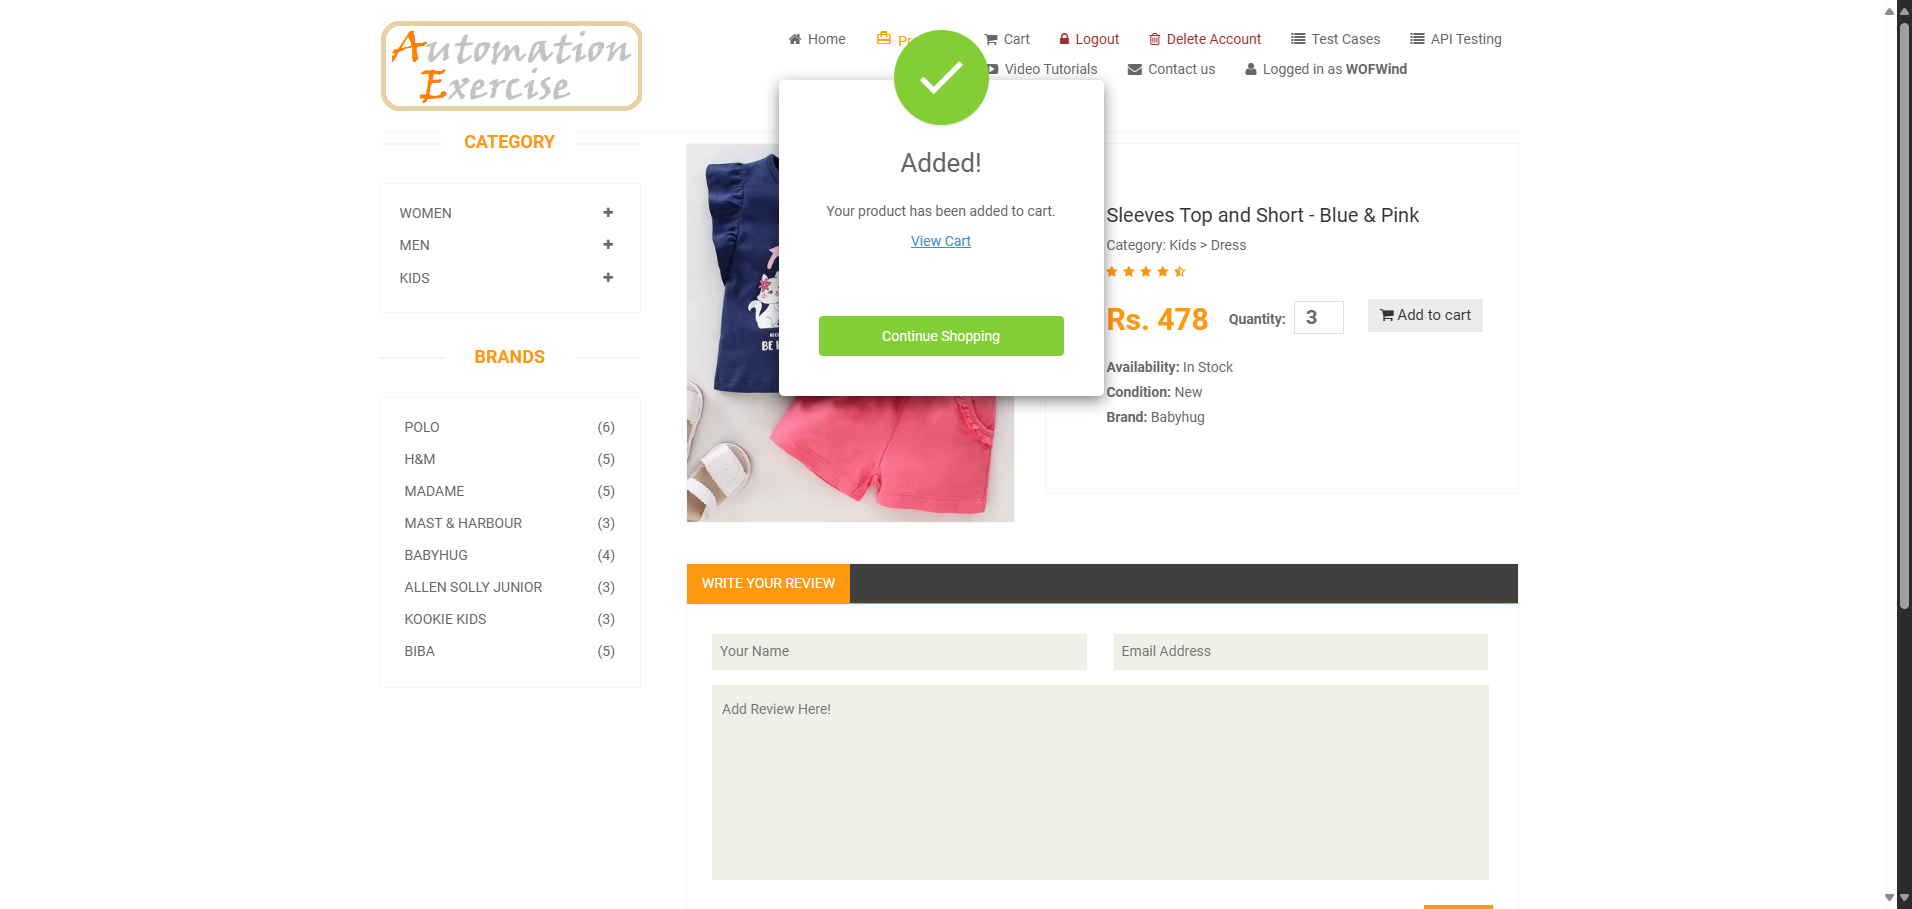 Automation
Exercise
Home
Cart
Logout
Delete Account
Test Cases
API Testing
Video Tutorials
Contact us
Logged in as WOFWind
CATEGORY
WOMEN
MEN
KIDS
BRANDS
POLO (6)
H&M (5)
MADAME (5)
MAST & HARBOUR (3)
BABYHUG (4)
ALLEN SOLLY JUNIOR (3)
KOOKIE KIDS (3)
BIBA (5)
Added!
Your product has been added to cart.
View Cart
Continue Shopping
Sleeves Top and Short - Blue & Pink
Category: Kids > Dress
Rs. 478
Quantity: 3
Add to cart
Availability: In Stock
Condition: New
Brand: Babyhug
WRITE YOUR REVIEW
Your Name
Email Address
Add Review Here!